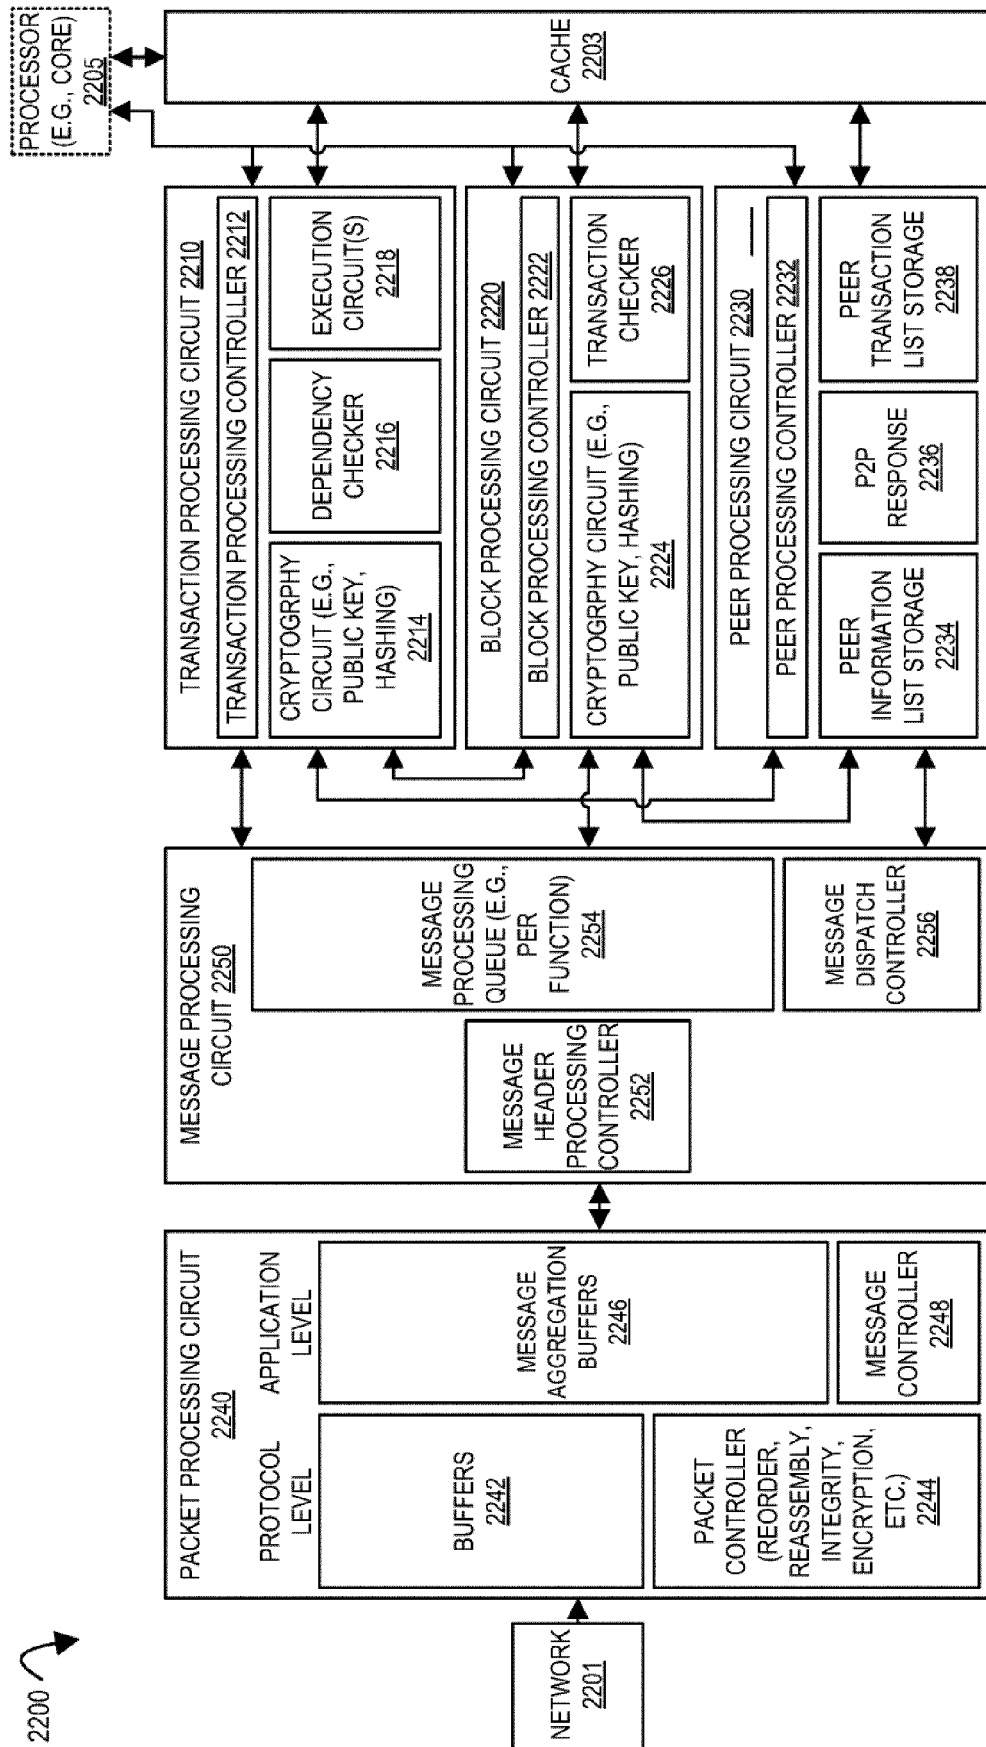 2200
NETWORK
2201
PACKET PROCESSING CIRCUIT
2240
PROTOCOL
LEVEL
APPLICATION
LEVEL
BUFFERS
2242
PACKET
CONTROLLER
(REORDER,
REASSEMBLY,
INTEGRITY,
ENCRYPTION,
ETC.)
2244
MESSAGE
AGGREGATION
BUFFERS
2246
MESSAGE
CONTROLLER
2248
MESSAGE PROCESSING
CIRCUIT 2250
MESSAGE
HEADER
PROCESSING
CONTROLLER
2252
MESSAGE
PROCESSING
QUEUE (E.G.,
PER
FUNCTION)
2254
MESSAGE
DISPATCH
CONTROLLER
2256
TRANSACTION PROCESSING CIRCUIT 2210
TRANSACTION PROCESSING CONTROLLER 2212
CRYPTOGRPHY
CIRCUIT (E.G.,
PUBLIC KEY,
HASHING)
2214
DEPENDENCY
CHECKER
2216
EXECUTION
CIRCUIT(S)
2218
BLOCK PROCESSING CIRCUIT 2220
BLOCK PROCESSING CONTROLLER 2222
CRYPTOGRPHY CIRCUIT (E.G.,
PUBLIC KEY, HASHING)
2224
TRANSACTION
CHECKER
2226
PEER PROCESSING CIRCUIT 2230
PEER PROCESSING CONTROLLER 2232
PEER
INFORMATION
LIST STORAGE
2234
P2P
RESPONSE
2236
PEER
TRANSACTION
LIST STORAGE
2238
PROCESSOR
(E.G., CORE)
2205
CACHE
2203